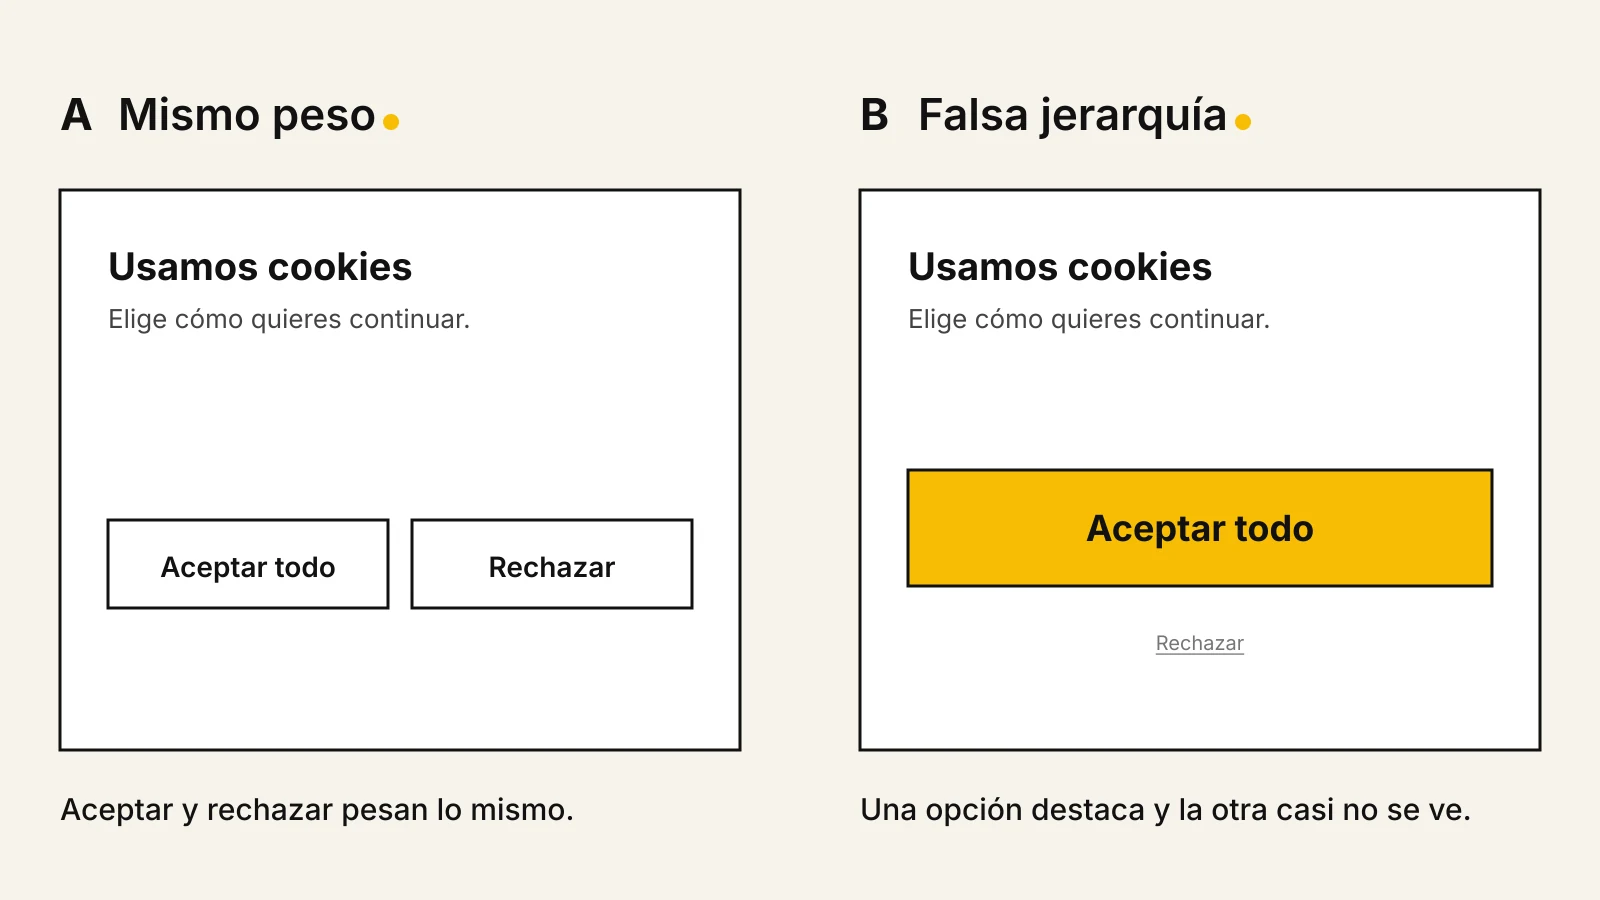 A Mismo peso
Usamos cookies
Elige cómo quieres continuar.
Aceptar todo
Rechazar
Aceptar y rechazar pesan lo mismo.
B Falsa jerarquía
Usamos cookies
Elige cómo quieres continuar.
Aceptar todo
Rechazar
Una opción destaca y la otra casi no se ve.